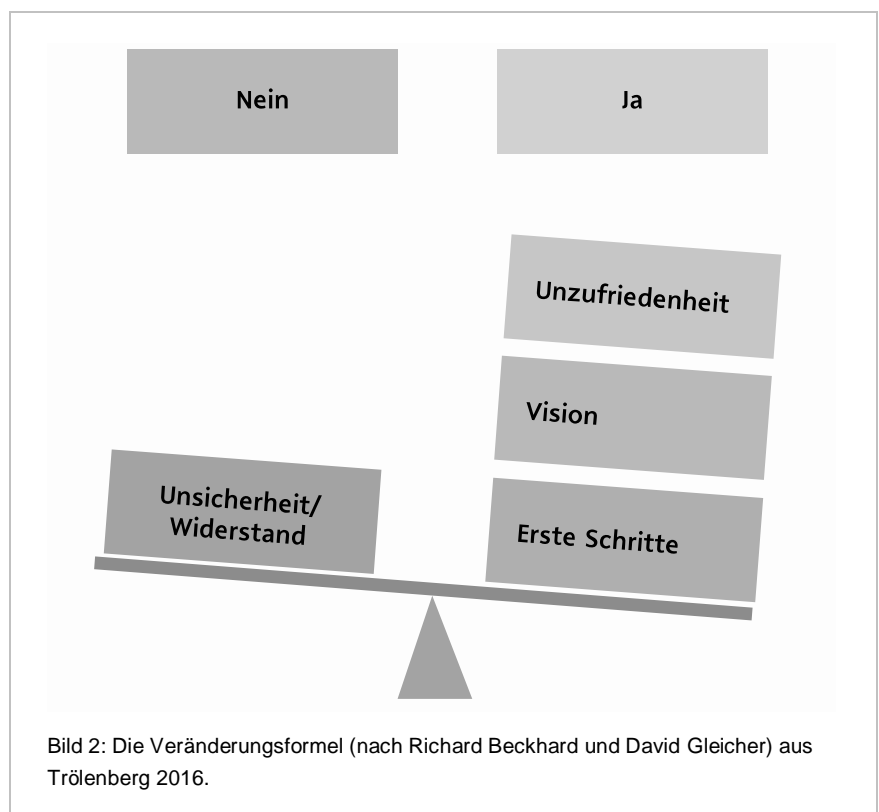 Nein
Ja
Unzufriedenheit
Vision
Unsicherheit/
Widerstand
Erste Schritte
Bild 2: Die Veränderungsformel (nach Richard Beckhard und David Gleicher) aus
Trölenberg 2016.